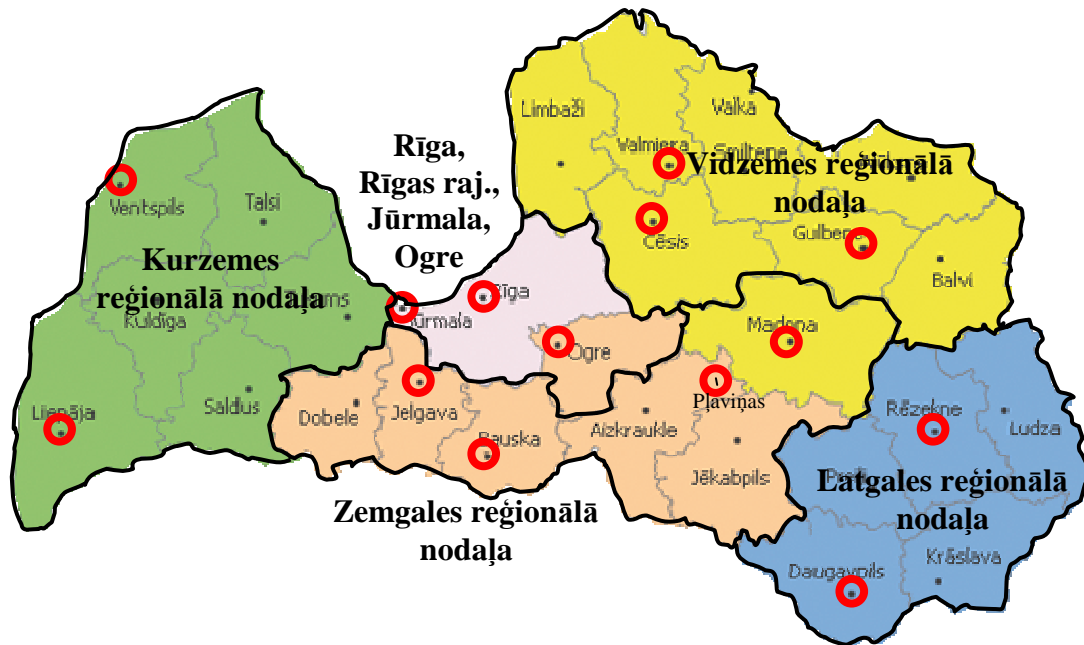 Limbaži
Valka
Valmiera
Smiltene
Vidzemes reģionālā
nodaļa
Rīga,
Rīgas raj.,
Jūrmala,
Ogre
Ventspils
Talsi
Cēsis
Gulbene
Balvi
Kurzemes
reģionālā nodaļa
Kuldīga
Rīga
Jūrmala
Madona
Ogre
Liepāja
Saldus
Dobele
Jelgava
Bauska
Aizkraukle
Pļaviņas
Jēkabpils
Rēzekne
Ludza
Latgales reģionālā
nodaļa
Zemgales reģionālā
nodaļa
Daugavpils
Krāslava